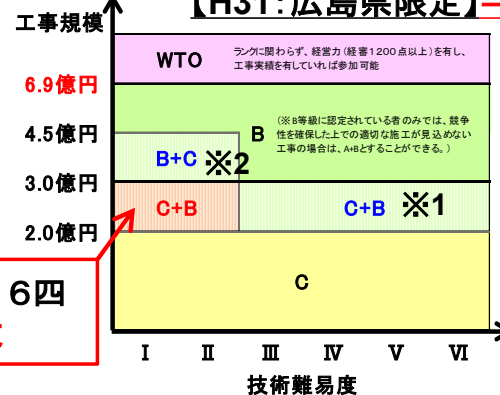 【H31:広島県限定】
工事規模
WTO
ランクに関わらず、経営力(経審1200点以上)を有し、
工事実績を有していれば参加可能
6.9億円
4.5億円
B
(※B等級に認定されている者のみでは、競争
性を確保した上での適切な施工が見込めない
工事の場合は、A+Bとすることができる。)
B+C ※2
3.0億円
C+B
C+B ※1
2.0億円
6四
C
Ⅰ Ⅱ Ⅲ Ⅳ Ⅴ Ⅵ
技術難易度